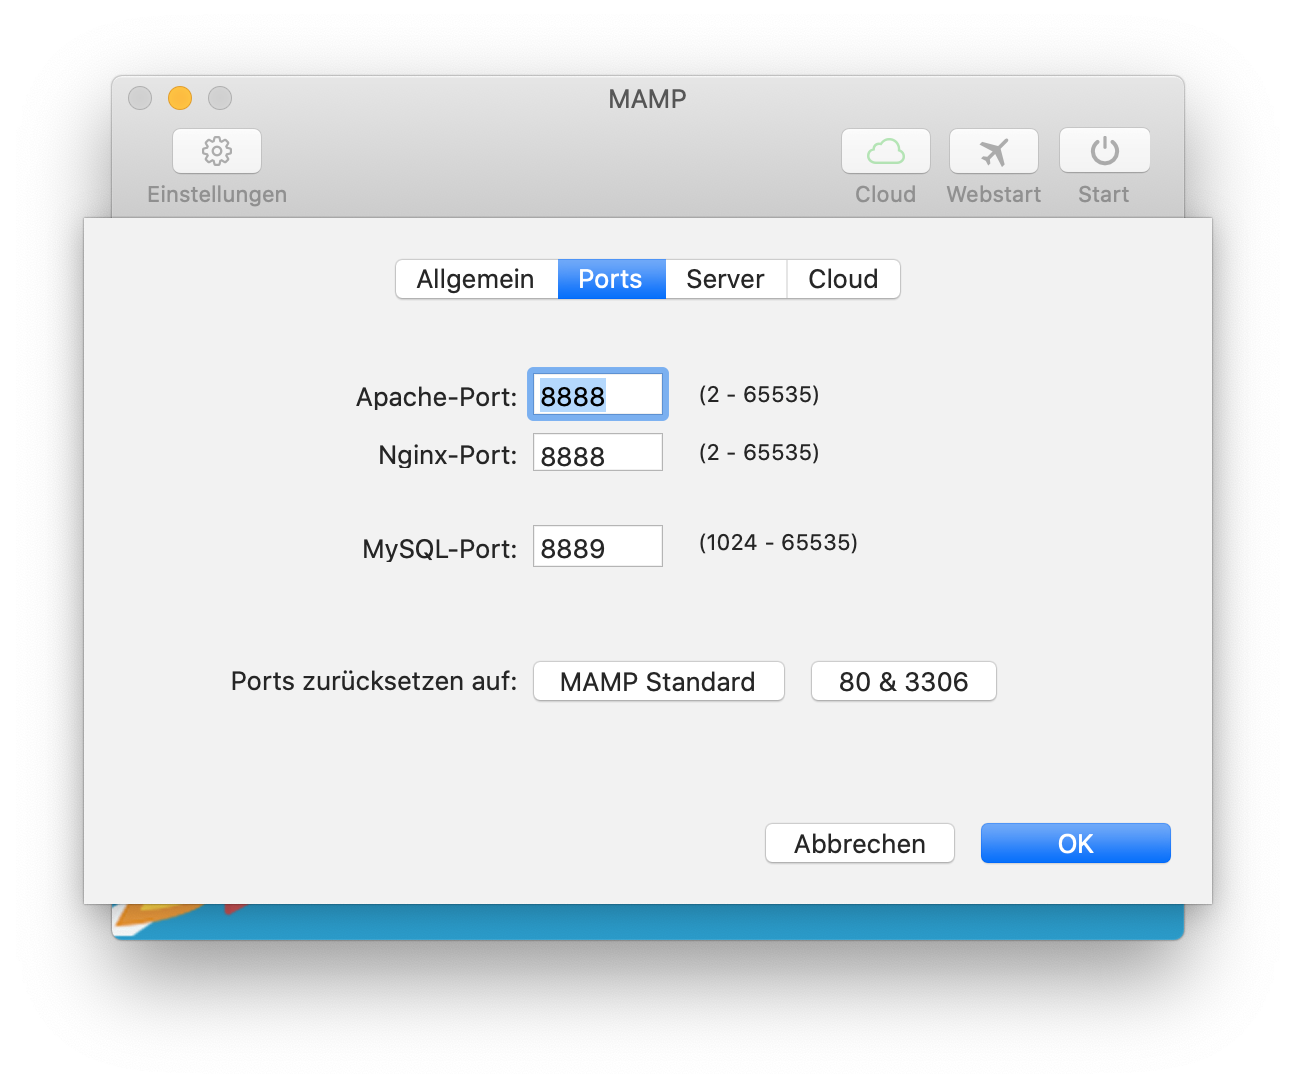 MAMP
Einstellungen
Cloud
Webstart
Start
Allgemein
Ports
Server
Cloud
Apache-Port: 8888 (2 - 65535)
Nginx-Port: 8888 (2 - 65535)
MySQL-Port: 8889 (1024 - 65535)
Ports zurücksetzen auf: MAMP Standard 80 & 3306
Abbrechen
OK